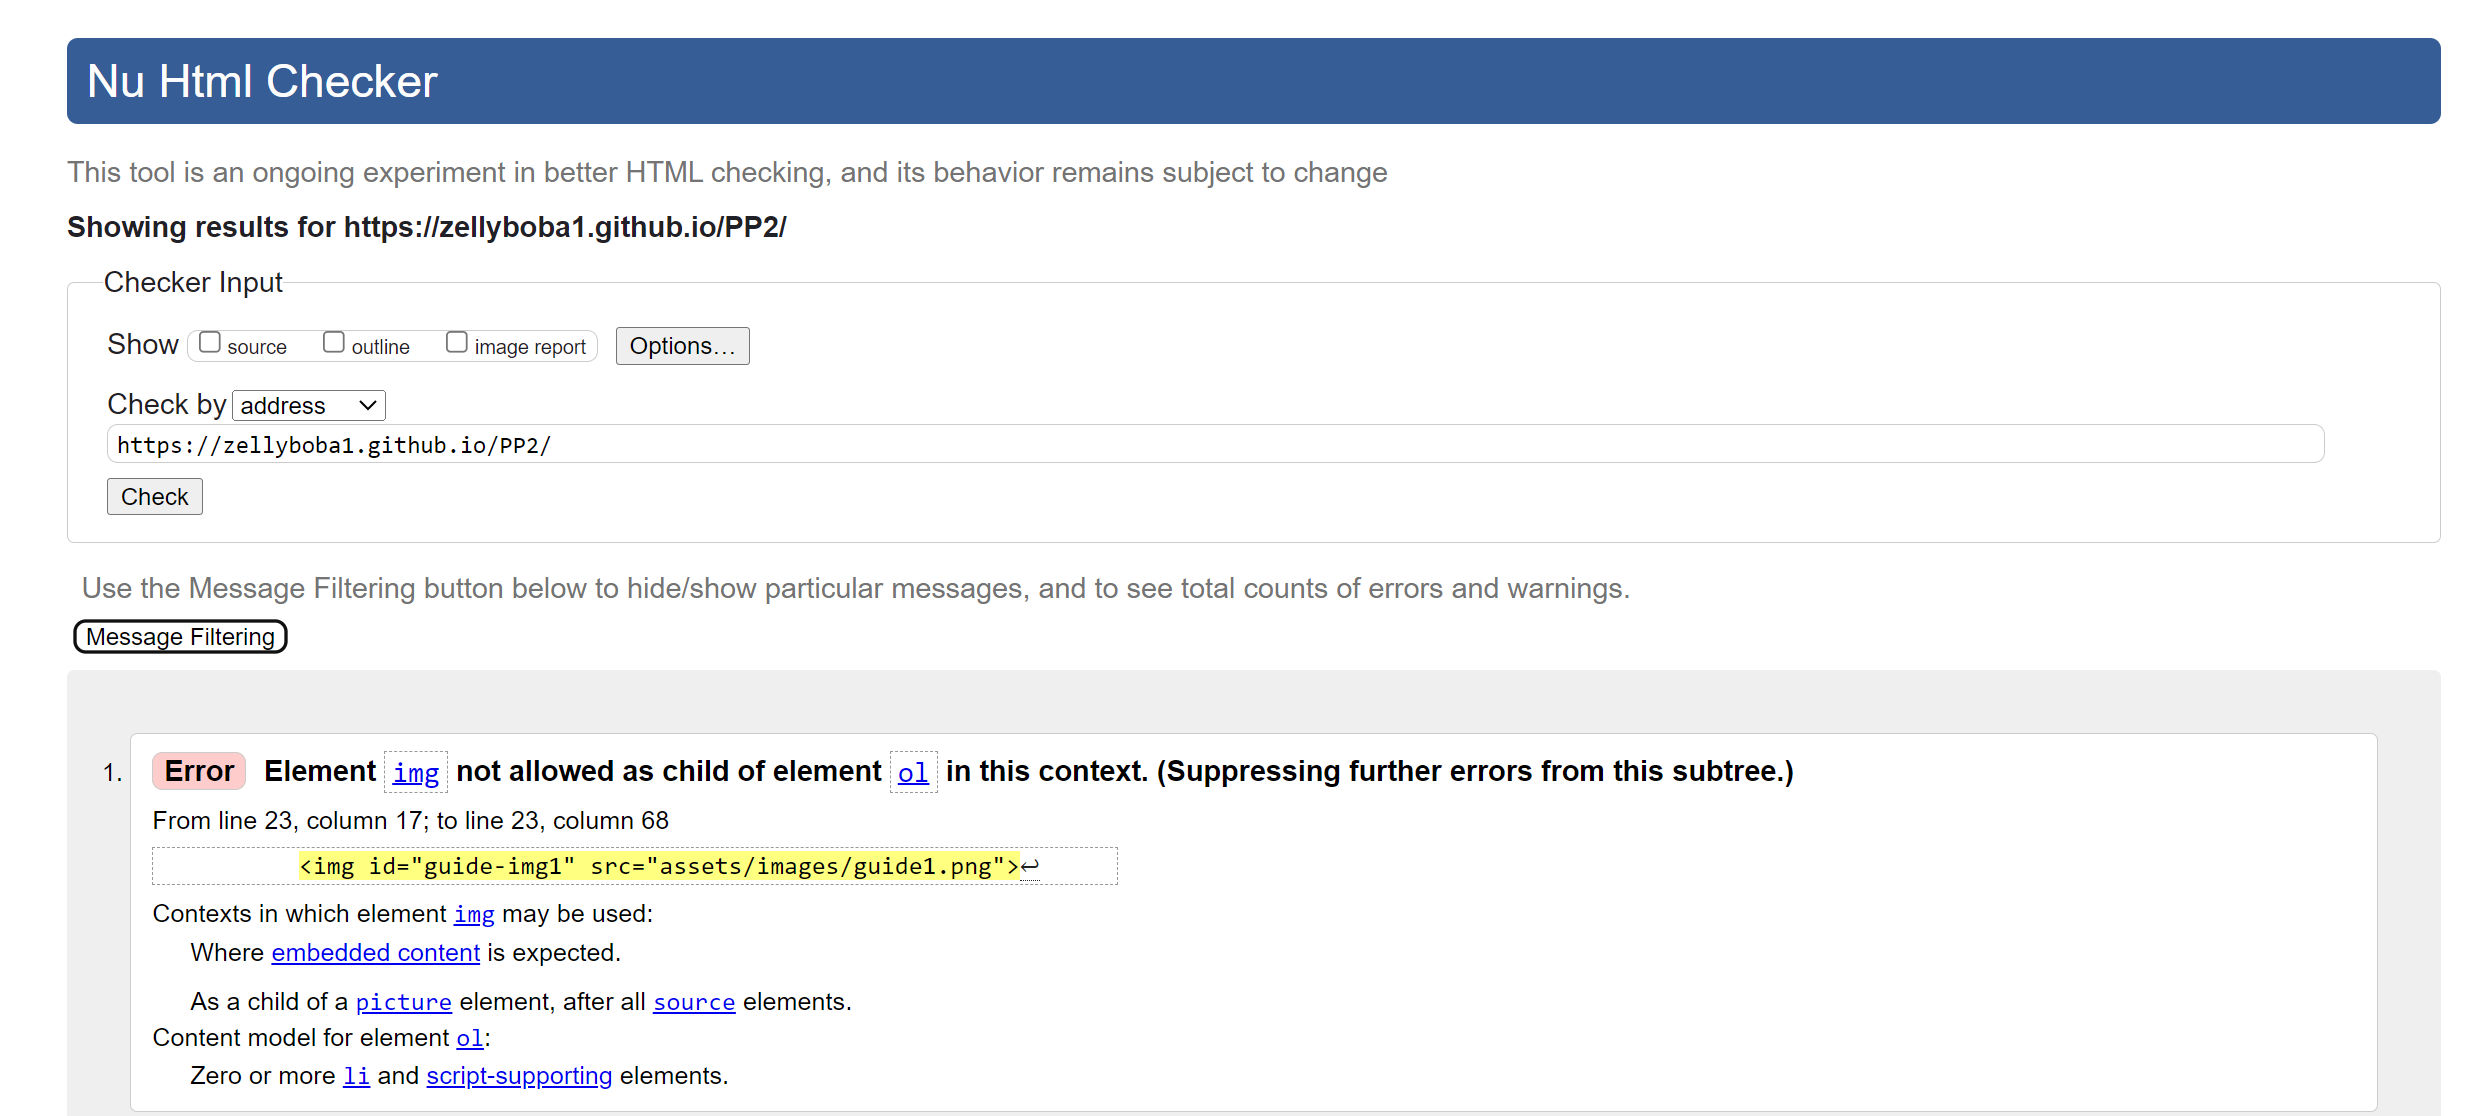 Nu Html Checker
This tool is an ongoing experiment in better HTML checking, and its behavior remains subject to change
Showing results for https://zellyboba1.github.io/PP2/
Checker Input
Show source outline image report Options…
Check by address
https://zellyboba1.github.io/PP2/
Check
Use the Message Filtering button below to hide/show particular messages, and to see total counts of errors and warnings.
Message Filtering
1. Error Element img not allowed as child of element ol in this context. (Suppressing further errors from this subtree.)
From line 23, column 17; to line 23, column 68
<img id="guide-img1" src="assets/images/guide1.png">↩
Contexts in which element img may be used:
Where embedded content is expected.
As a child of a picture element, after all source elements.
Content model for element ol:
Zero or more li and script-supporting elements.